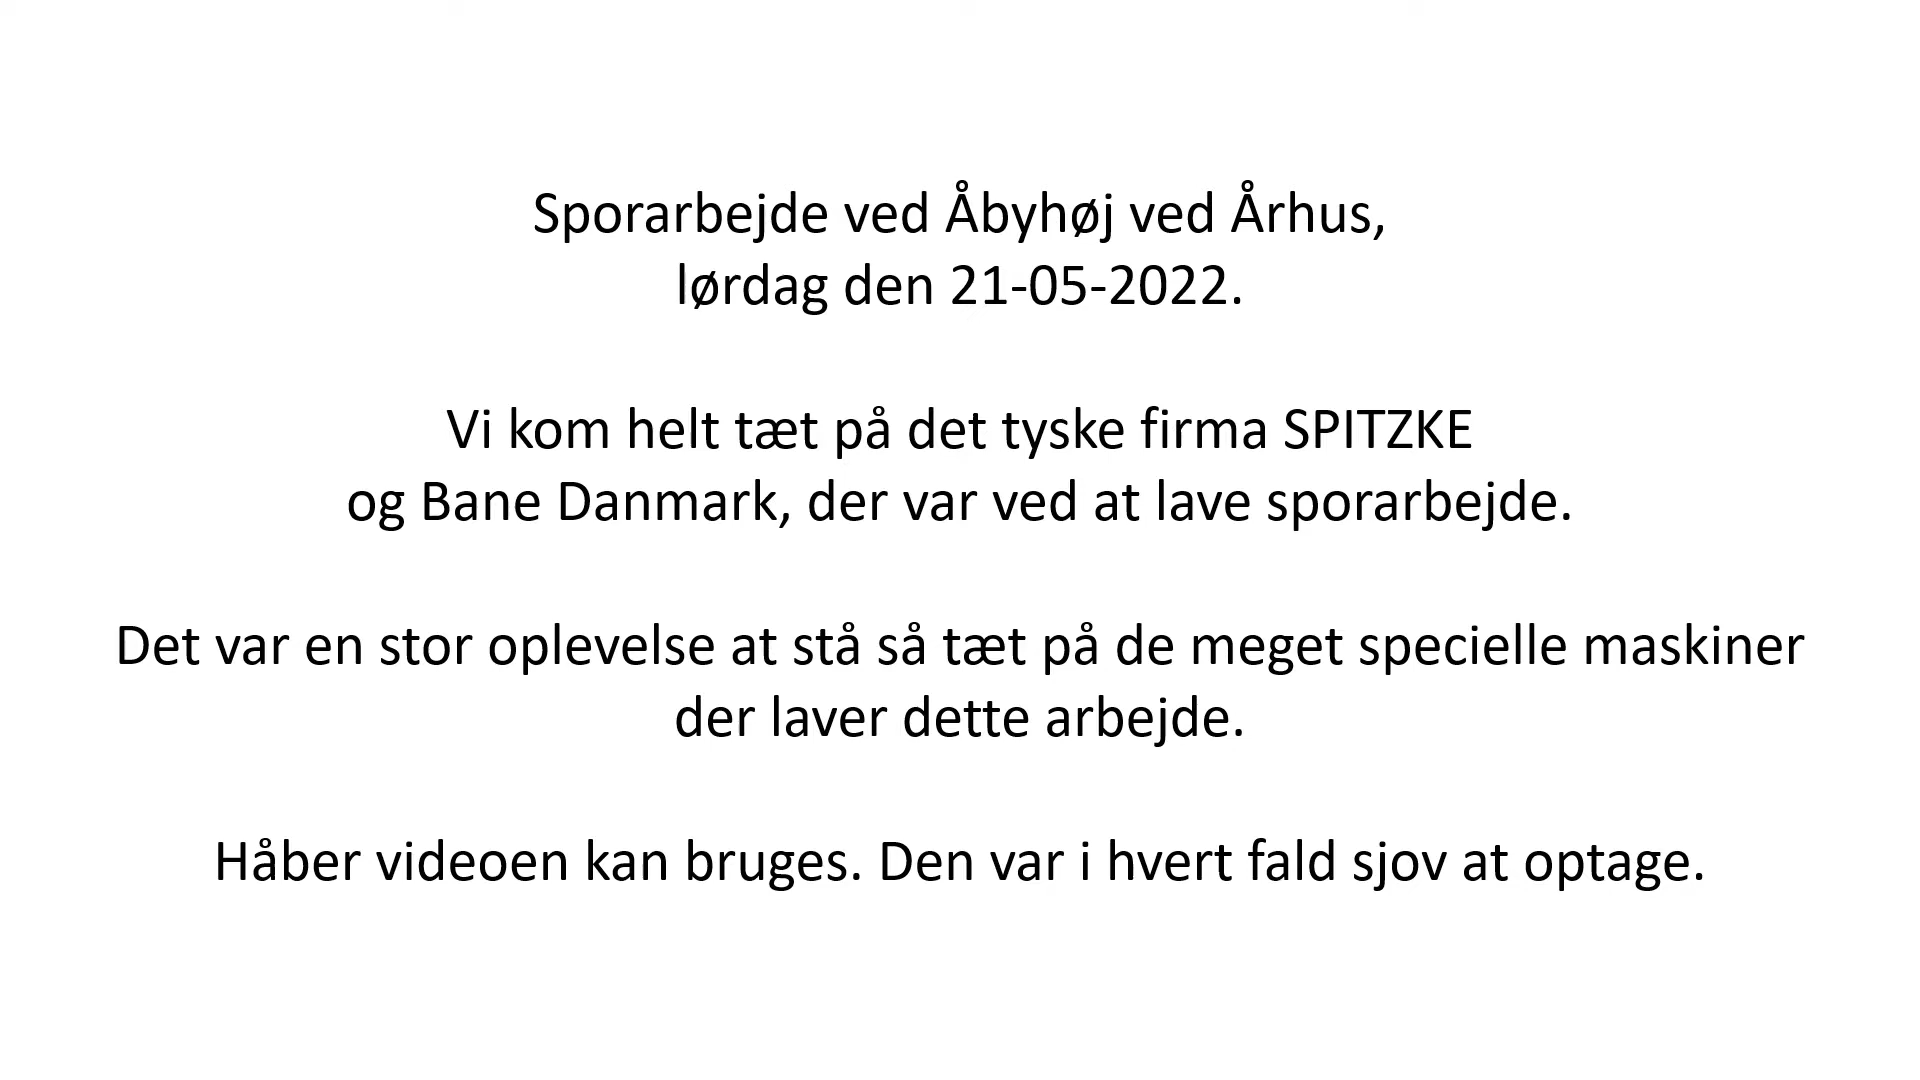 Sporarbejde ved Åbyhøj ved Århus,
lørdag den 21-05-2022.
Vi kom helt tæt på det tyske firma SPITZKE
og Bane Danmark, der var ved at lave sporarbejde.
Det var en stor oplevelse at stå så tæt på de meget specielle maskiner
der laver dette arbejde.
Håber videoen kan bruges. Den var i hvert fald sjov at optage.